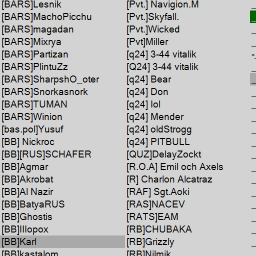 [BARS]Lesnik
[BARS]MachoPicchu
[BARS]magadan
[BARS]Mixrya
[BARS]Partizan
[BARS]PlintuZz
[BARS]SharpshO_oter
[BARS]Snorkasnork
[BARS]TUMAN
[BARS]Winion
[bas.pol]Yusuf
[BB] Nickroc
[BB][RUS]SCHAFER
[BB]Agmar
[BB]Akrobat
[BB]Al Nazir
[BB]BatyaRUS
[BB]Ghostis
[BB]Illopox
[BB]Karl
[BB]kastalom
[Pvt.] Navigion.M
[Pvt.]Skyfall.
[Pvt.]Wicked
[Pvt]Miller
[q24] 3-44 vitalik
[Q24] 3-44 vitalik
[q24] Bear
[q24] Don
[q24] lol
[q24] Mender
[q24] oldStrogg
[q24] PITBULL
[QUZ]DelayZockt
[R.O.A] Emil och Axels
[R] Charlon Alcatraz
[RAF] Sgt.Aoki
[RAS]NACEV
[RATS]EAM
[RB]CHUBAKA
[RB]Grizzly
[RB]Nilmik